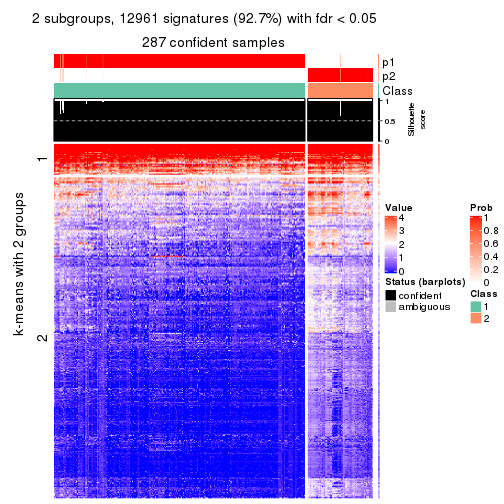 2 subgroups, 12961 signatures (92.7%) with fdr < 0.05
287 confident samples
p1
p2
Class
1
0.5
0
Silhouette
score
k-means with 2 groups
1
2
Value
4
3
2
1
0
Status (barplots)
confident
ambiguous
Prob
1
0.8
0.6
0.4
0.2
0
Class
1
2